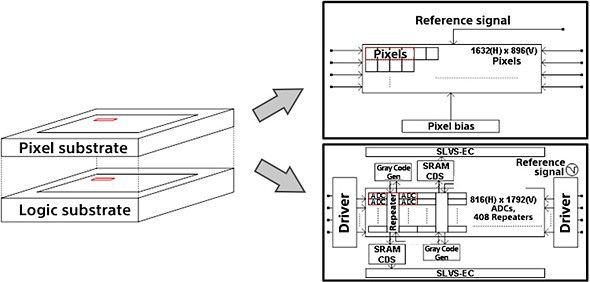 Pixel substrate
Logic substrate
Reference signal
Pixels
1632(H) x 896(V)
Pixels
Pixel bias
SLVS-EC
Gray Code
Gen
SRAM
CDS
Reference
signal
Driver
ADC
ADC
ADC
ADC
Repeater
816(H) x 1792(V)
ADCs,
408 Repeaters
Driver
SRAM
CDS
Gray Code
Gen
SLVS-EC